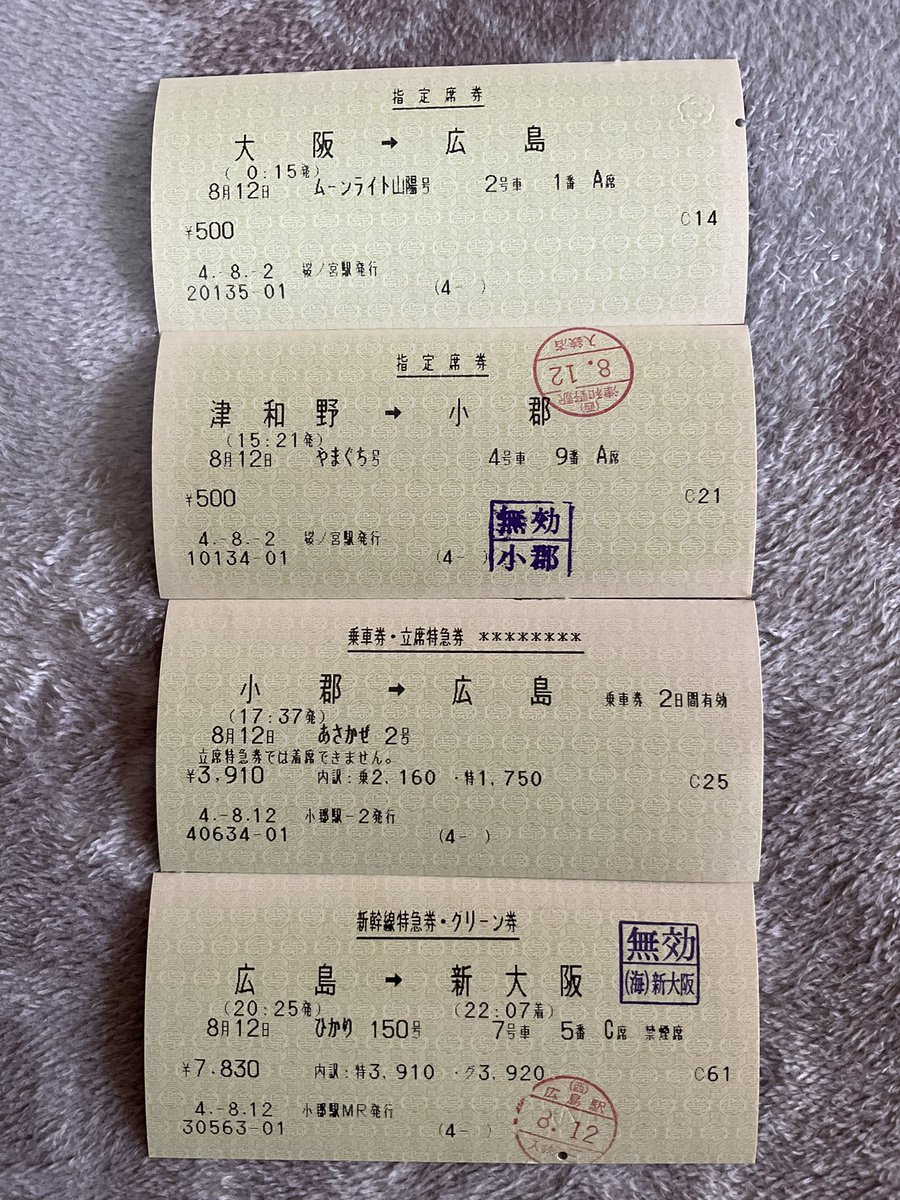 指定席券
大阪 → 広島
( 0:15発)
8月12日 ムーンライト山陽号 2号車 1番 A席
¥500 C14
4.-8.-2 桜ノ宮駅発行
20135-01 (4- )
指定席券
8.12
入鋏済
(西)津和野駅
津和野 → 小郡
(15:21発)
8月12日 やまぐち号 4号車 9番 A席
¥500 C21
4.-8.-2 桜ノ宮駅発行
10134-01 (4- )
無効
小郡
乗車券・立席特急券 ********
小郡 → 広島 乗車券 2日間有効
(17:37発)
8月12日 あさかぜ 2号
立席特急券では着席できません。
¥3,910 内訳:乗2,160 ・特1,750 C25
4.-8.12 小郡駅-2発行
40634-01 (4- )
新幹線特急券・グリーン券
無効
(海)新大阪
広島 → 新大阪
(20:25発) (22:07着)
8月12日 ひかり 150号 7号車 5番 C席 禁煙席
¥7,830 内訳:特3,910 ・グ3,920 C61
4.-8.12 小郡駅MR発行
30563-01 (4- )
(西)
広島駅
8.12